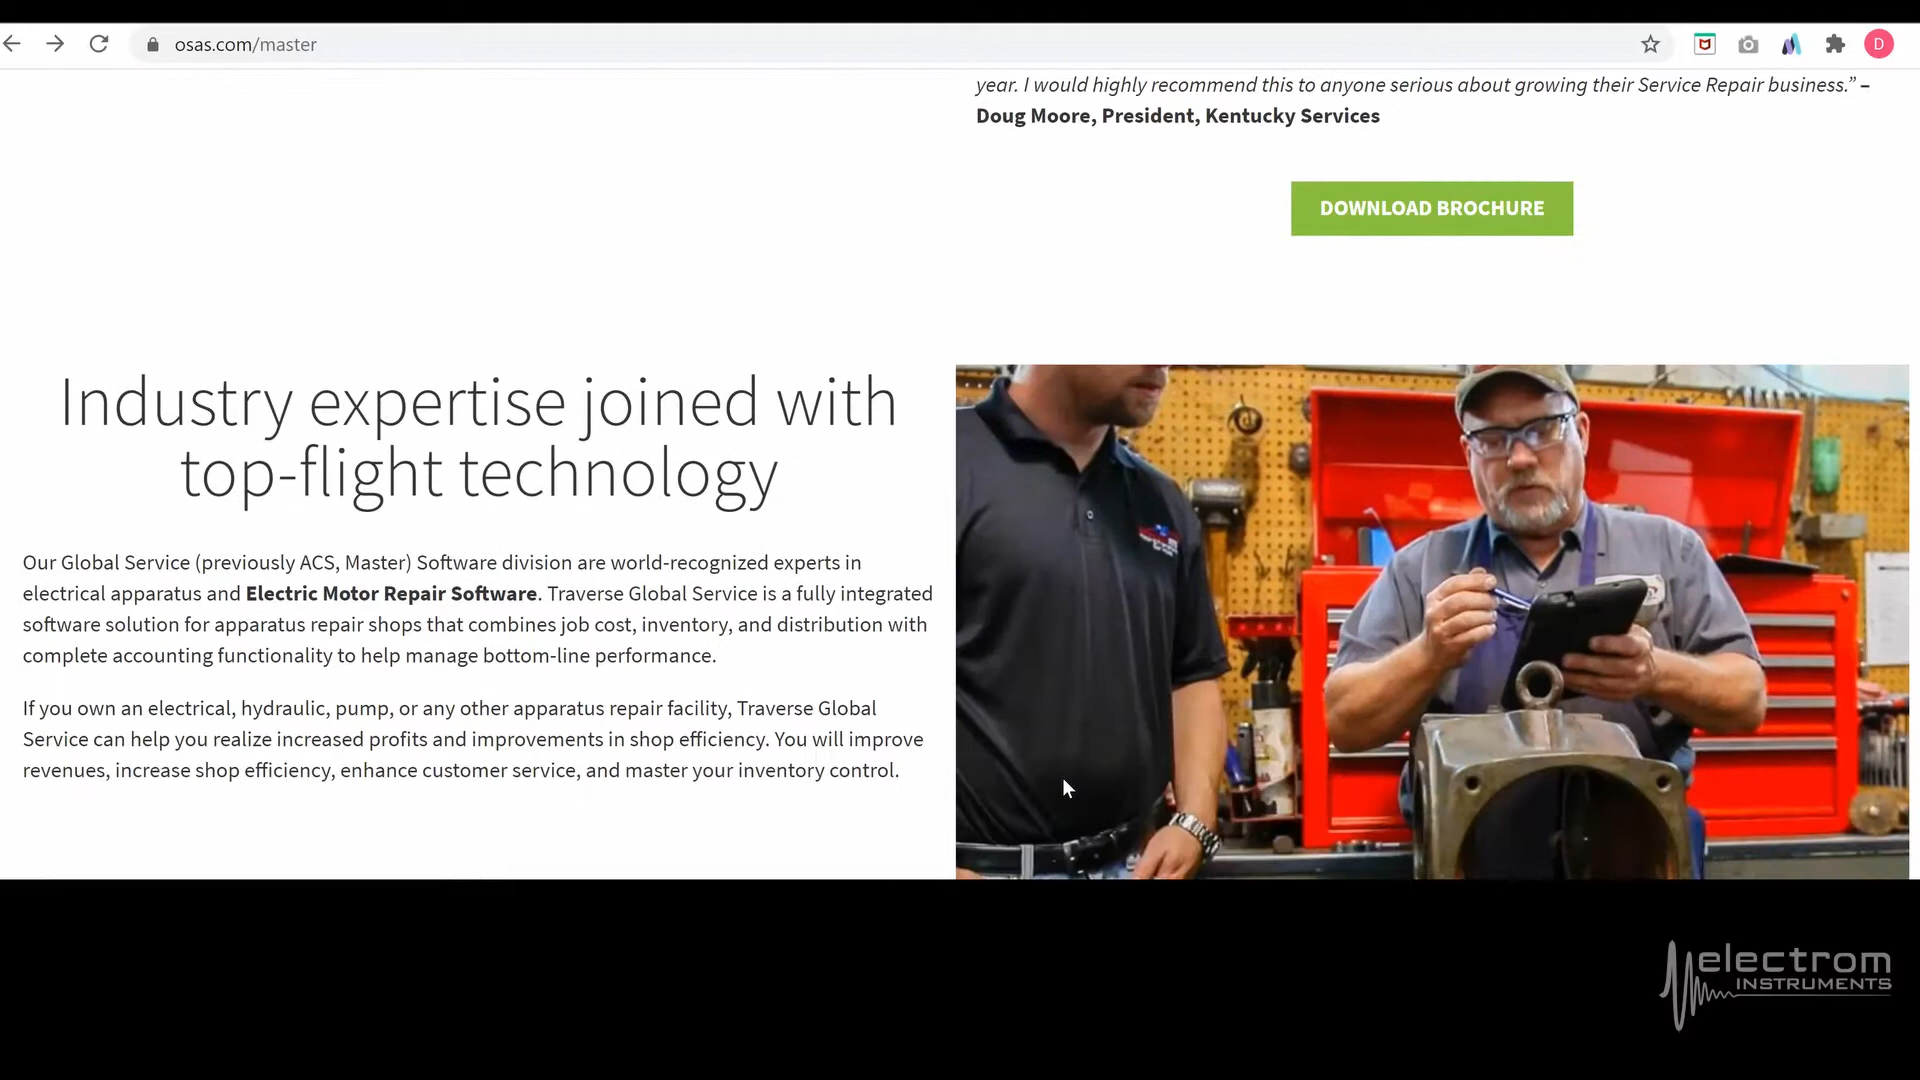 osas.com/master
D
year. I would highly recommend this to anyone serious about growing their Service Repair business.” –
Doug Moore, President, Kentucky Services
DOWNLOAD BROCHURE
Industry expertise joined with
top-flight technology
Our Global Service (previously ACS, Master) Software division are world-recognized experts in
electrical apparatus and Electric Motor Repair Software. Traverse Global Service is a fully integrated
software solution for apparatus repair shops that combines job cost, inventory, and distribution with
complete accounting functionality to help manage bottom-line performance.
If you own an electrical, hydraulic, pump, or any other apparatus repair facility, Traverse Global
Service can help you realize increased profits and improvements in shop efficiency. You will improve
revenues, increase shop efficiency, enhance customer service, and master your inventory control.
electrom
INSTRUMENTS